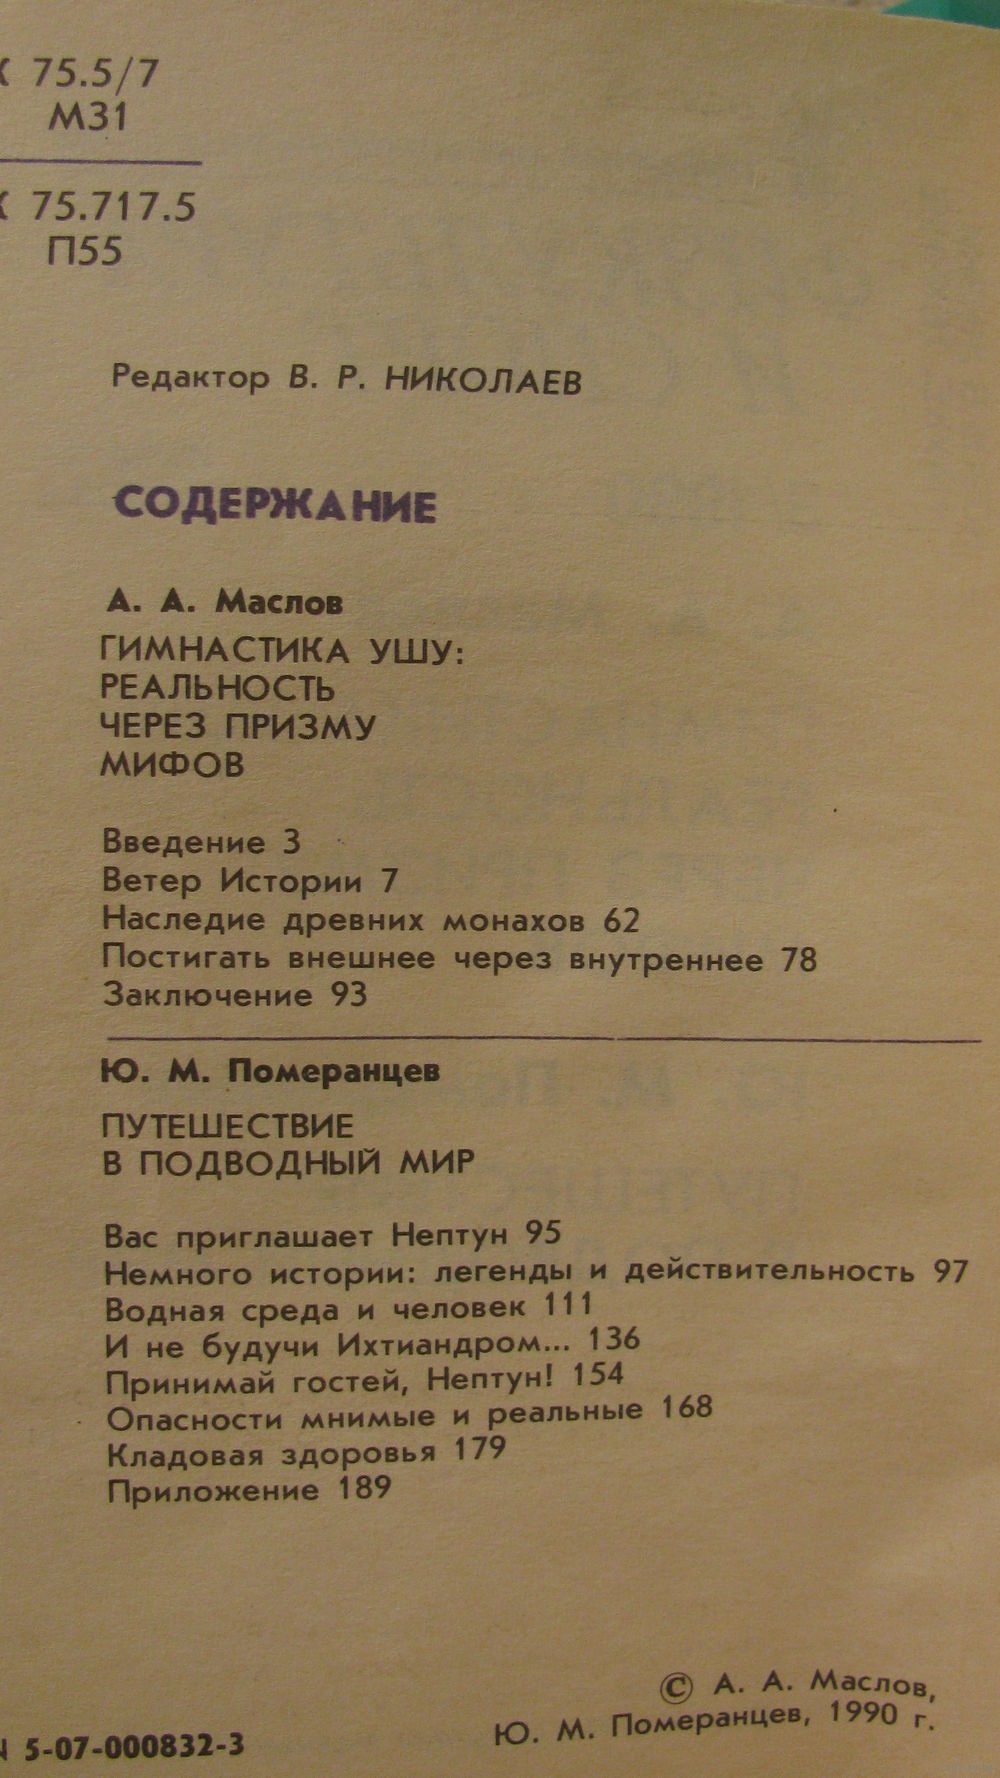 75.5/7
М31
75.717.5
П55
Редактор В. Р. НИКОЛАЕВ
СОДЕРЖАНИЕ
А. А. Маслов
ГИМНАСТИКА УШУ:
РЕАЛЬНОСТЬ
ЧЕРЕЗ ПРИЗМУ
МИФОВ
Введение 3
Ветер Истории 7
Наследие древних монахов 62
Постигать внешнее через внутреннее 78
Заключение 93
Ю. М. Померанцев
ПУТЕШЕСТВИЕ
В ПОДВОДНЫЙ МИР
Вас приглашает Нептун 95
Немного истории: легенды и действительность 97
Водная среда и человек 111
И не будучи Ихтиандром... 136
Принимай гостей, Нептун! 154
Опасности мнимые и реальные 168
Кладовая здоровья 179
Приложение 189
© А. А. Маслов,
Ю. М. Померанцев, 1990 г.
5-07-000832-3